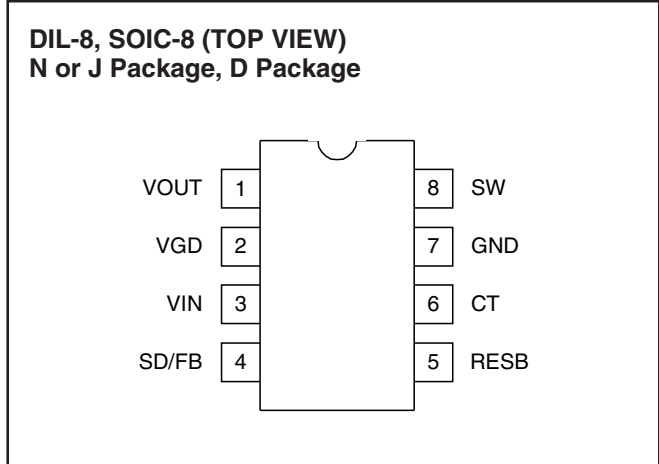 DIL-8, SOIC-8 (TOP VIEW)
N or J Package, D Package
VOUT 1 8 SW
VGD 2 7 GND
VIN 3 6 CT
SD/FB 4 5 RESB